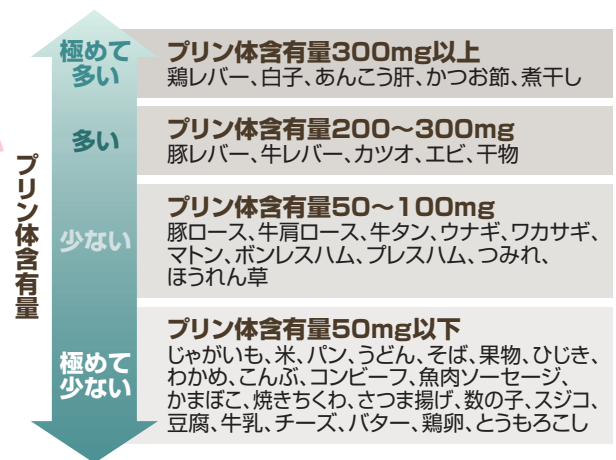 プリン体含有量
極めて
多い
プリン体含有量300mg以上
鶏レバー、白子、あんこう肝、かつお節、煮干し
多い
プリン体含有量200〜300mg
豚レバー、牛レバー、カツオ、エビ、干物
少ない
プリン体含有量50〜100mg
豚ロース、牛肩ロース、牛タン、ウナギ、ワカサギ、
マトン、ボンレスハム、プレスハム、つみれ、
ほうれん草
極めて
少ない
プリン体含有量50mg以下
じゃがいも、米、パン、うどん、そば、果物、ひじき、
わかめ、こんぶ、コンビーフ、魚肉ソーセージ、
かまぼこ、焼きちくわ、さつま揚げ、数の子、スジコ、
豆腐、牛乳、チーズ、バター、鶏卵、とうもろこし